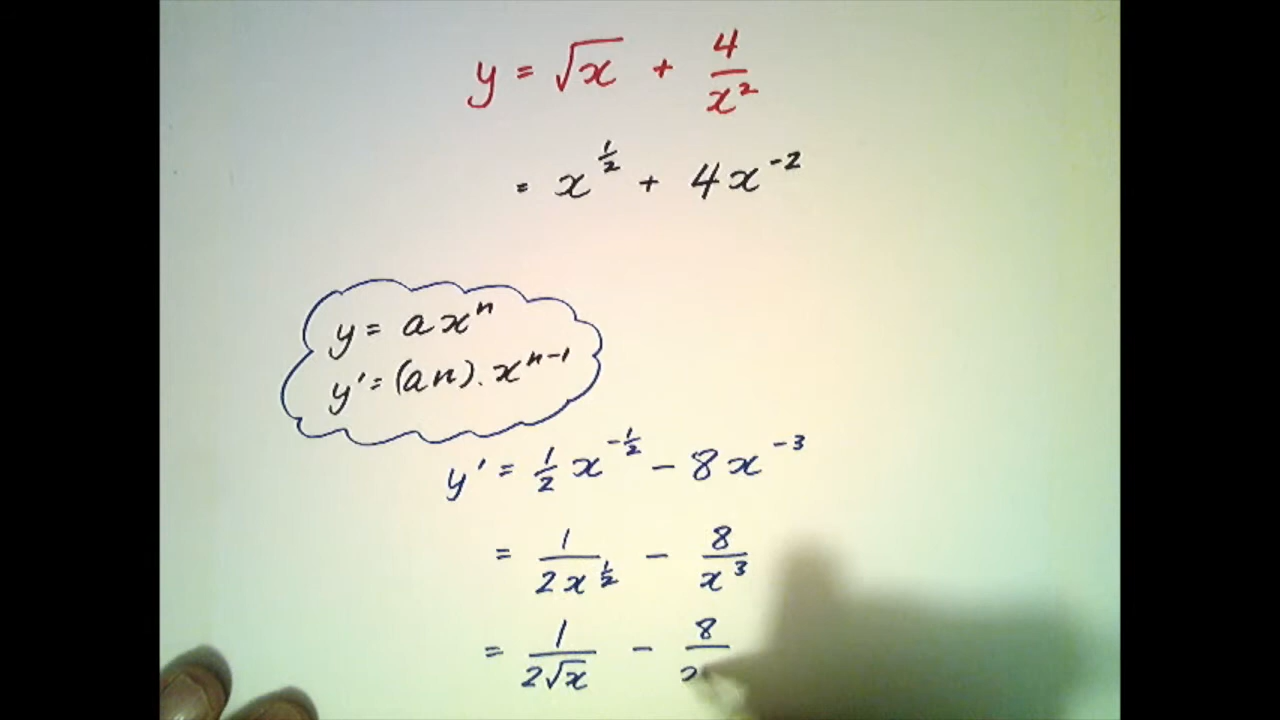 y = √x + 4/x²
= x^(1/2) + 4x^(-2)
y = ax^n
y' = (an).x^(n-1)
y' = 1/2 x^(-1/2) - 8x^(-3)
= 1/(2x^(1/2)) - 8/x³
= 1/(2√x) - 8/x